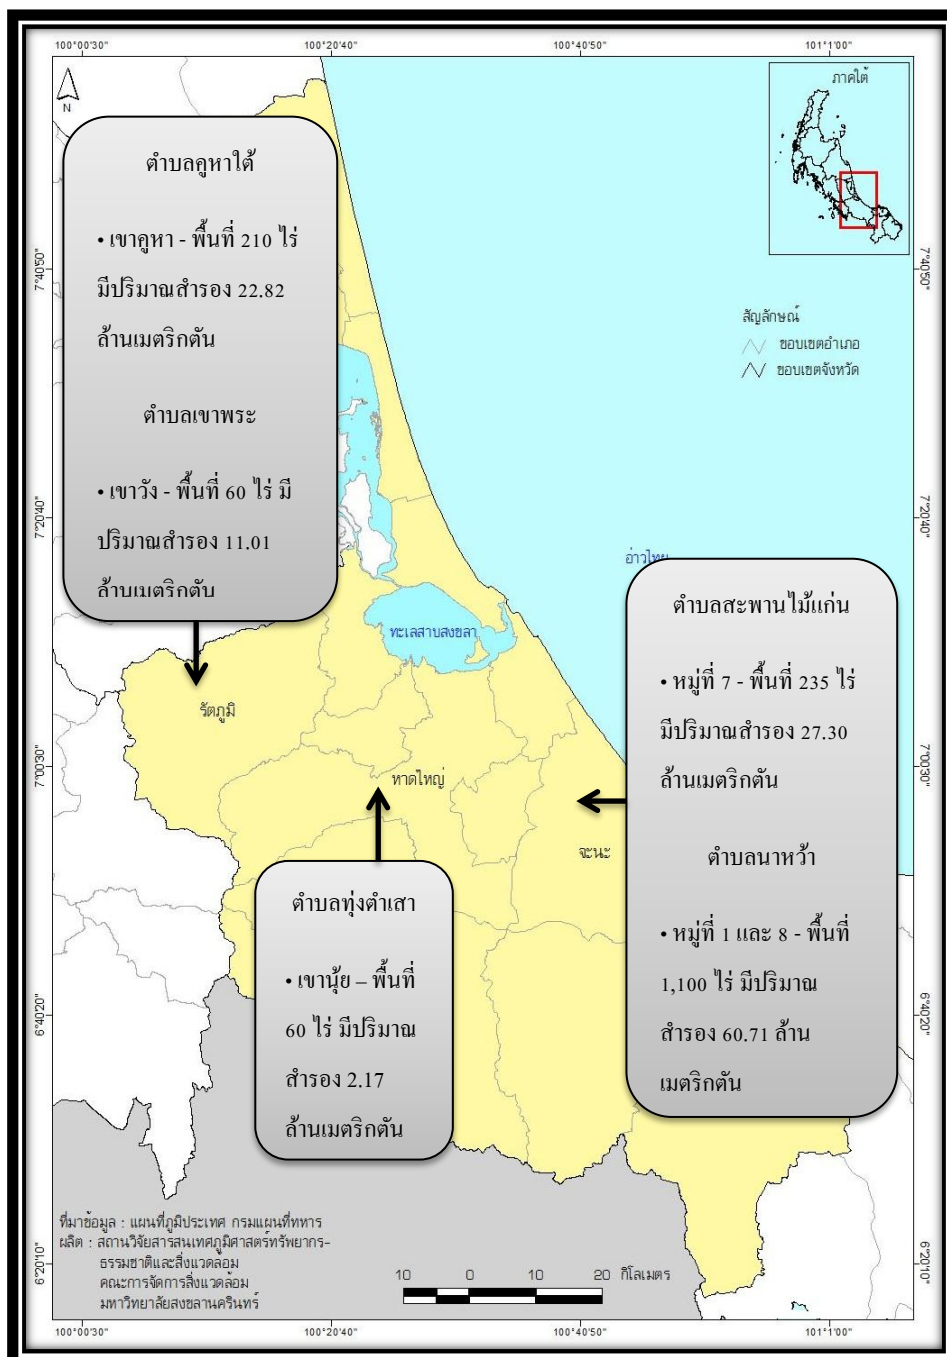 100°00'30" 100°20'40" 100°40'50" 101°1'00"
N
ภาคใต้
ตำบลคูหาใต้
• เขาคูหา - พื้นที่ 210 ไร่
มีปริมาณสำรอง 22.82
ล้านเมตริกตัน
ตำบลเขาพระ
• เขาวัง - พื้นที่ 60 ไร่ มี
ปริมาณสำรอง 11.01
ล้านเมตริกตัน
7°40'50" 7°40'50"
สัญลักษณ์
ขอบเขตอำเภอ
ขอบเขตจังหวัด
7°20'40" 7°20'40"
อ่าวไทย
ทะเลสาบสงขลา
รัตภูมิ
ตำบลสะพานไม้แก่น
• หมู่ที่ 7 - พื้นที่ 235 ไร่
มีปริมาณสำรอง 27.30
ล้านเมตริกตัน
ตำบลนาหว้า
• หมู่ที่ 1 และ 8 - พื้นที่
1,100 ไร่ มีปริมาณ
สำรอง 60.71 ล้าน
เมตริกตัน
7°00'30" 7°00'30"
หาดใหญ่
จะนะ
ตำบลทุ่งตำเสา
• เขานุ้ย – พื้นที่
60 ไร่ มีปริมาณ
สำรอง 2.17
ล้านเมตริกตัน
6°40'20" 6°40'20"
ที่มาข้อมูล : แผนที่ภูมิประเทศ กรมแผนที่ทหาร
ผลิต : สถานวิจัยสารสนเทศภูมิศาสตร์ทรัพยากร-
ธรรมชาติและสิ่งแวดล้อม
คณะการจัดการสิ่งแวดล้อม
มหาวิทยาลัยสงขลานครินทร์
6°20'10" 6°20'10"
10 0 10 20 กิโลเมตร
100°00'30" 100°20'40" 100°40'50" 101°1'00"